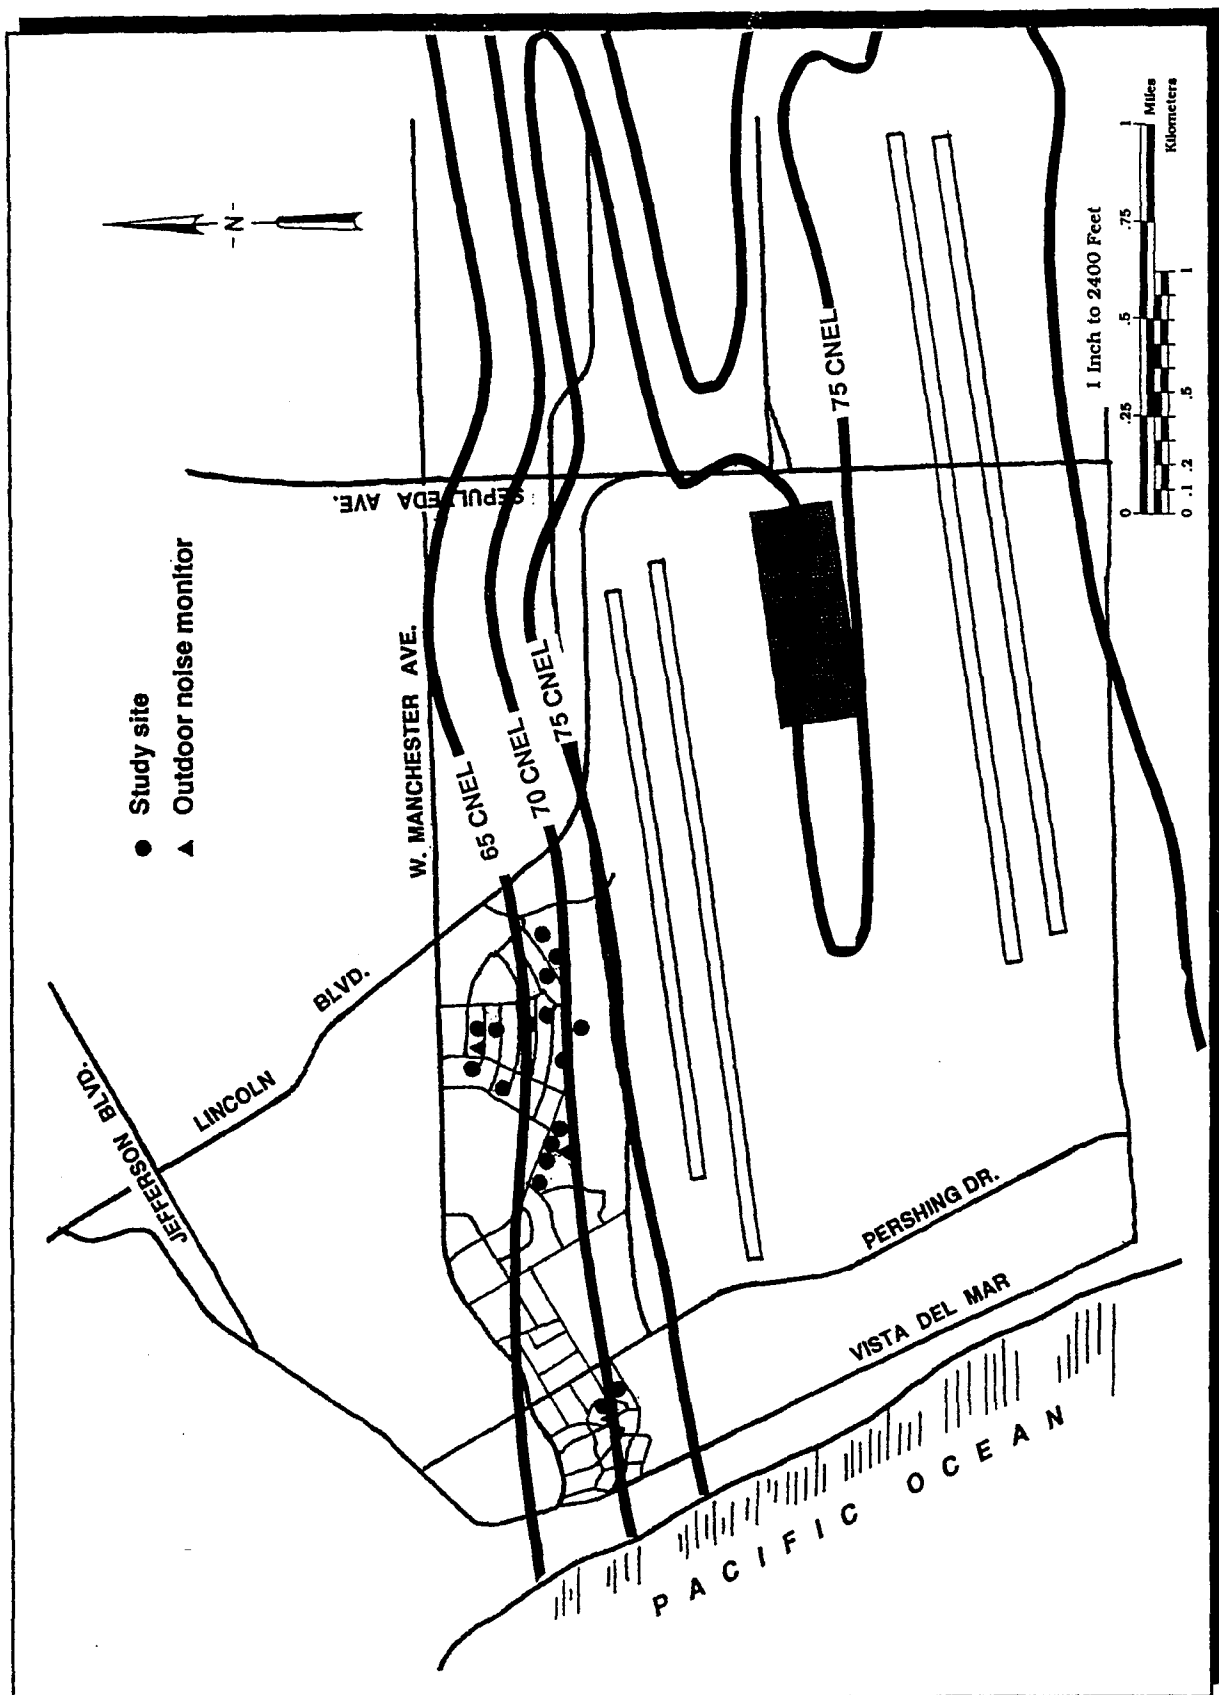 -N-
● Study site
▲ Outdoor noise monitor
JEFFERSON BLVD.
LINCOLN
BLVD.
W. MANCHESTER AVE.
SEPULVEDA AVE.
65 CNEL
70 CNEL
75 CNEL
75 CNEL
PERSHING DR.
VISTA DEL MAR
PACIFIC OCEAN
1 Inch to 2400 Feet
0 .25 .5 .75 1
Miles
0 .1 .2 .5 1
Kilometers